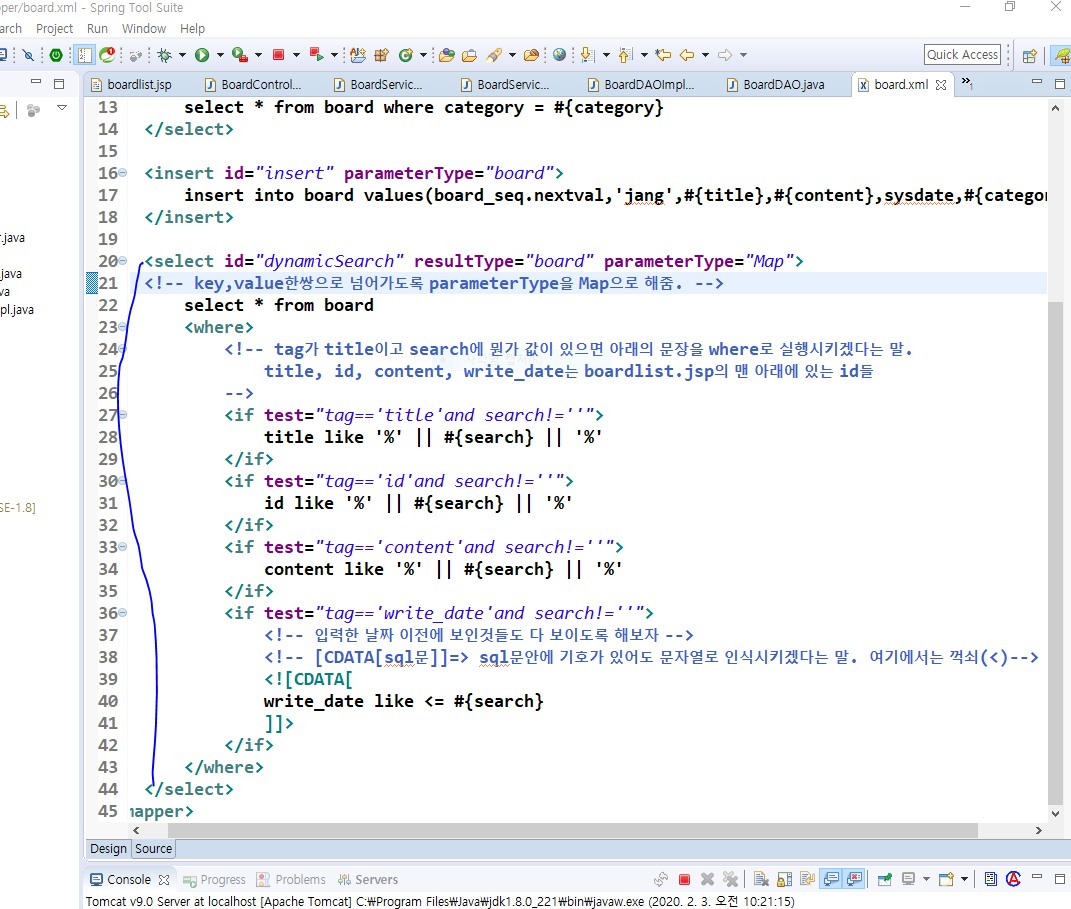 per/board.xml - Spring Tool Suite
arch Project Run Window Help
Quick Access
boardlist.jsp BoardControl... BoardServic... BoardServic... BoardDAOImpl... BoardDAO.java board.xml »1
.java
java
va
pl.java
SE-1.8]
13 select * from board where category = #{category}
14 </select>
15
16 <insert id="insert" parameterType="board">
17 insert into board values(board_seq.nextval,'jang',#{title},#{content},sysdate,#{categor
18 </insert>
19
20 <select id="dynamicSearch" resultType="board" parameterType="Map">
21 <!-- key,value한쌍으로 넘어가도록 parameterType을 Map으로 해줌. -->
22 select * from board
23 <where>
24 <!-- tag가 title이고 search에 뭔가 값이 있으면 아래의 문장을 where로 실행시키겠다는 말.
25 title, id, content, write_date는 boardlist.jsp의 맨 아래에 있는 id들
26 -->
27 <if test="tag=='title'and search!=''">
28 title like '%' || #{search} || '%'
29 </if>
30 <if test="tag=='id'and search!=''">
31 id like '%' || #{search} || '%'
32 </if>
33 <if test="tag=='content'and search!=''">
34 content like '%' || #{search} || '%'
35 </if>
36 <if test="tag=='write_date'and search!=''">
37 <!-- 입력한 날짜 이전에 보인것들도 다 보이도록 해보자 -->
38 <!-- [CDATA[sql문]]=> sql문안에 기호가 있어도 문자열로 인식시키겠다는 말. 여기에서는 꺽쇠(<)-->
39 <![CDATA[
40 write_date like <= #{search}
41 ]]>
42 </if>
43 </where>
44 </select>
45 mapper>
Design Source
Console Progress Problems Servers
Tomcat v9.0 Server at localhost [Apache Tomcat] C:₩Program Files₩Java₩jdk1.8.0_221₩bin₩javaw.exe (2020. 2. 3. 오전 10:21:15)